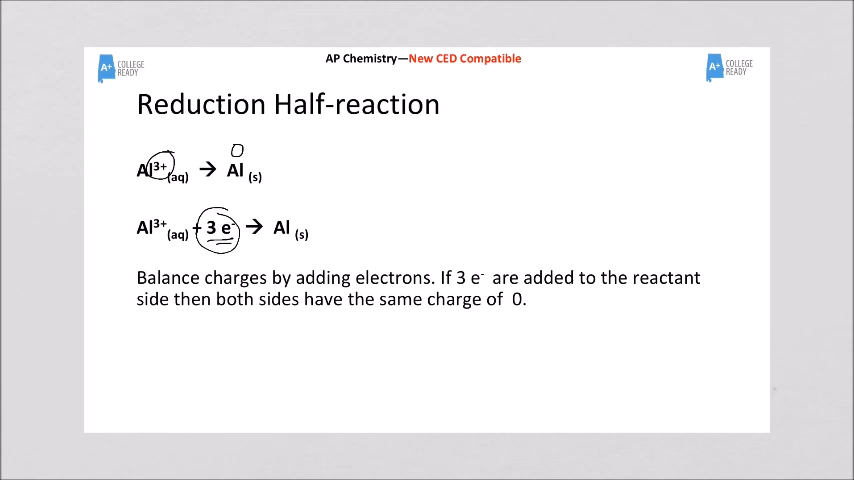 AP Chemistry—New CED Compatible
A+ COLLEGE READY
A+ COLLEGE READY
Reduction Half-reaction
0
Al³⁺(aq) → Al (s)
Al³⁺(aq) + 3 e⁻ → Al (s)
Balance charges by adding electrons. If 3 e⁻ are added to the reactant
side then both sides have the same charge of 0.